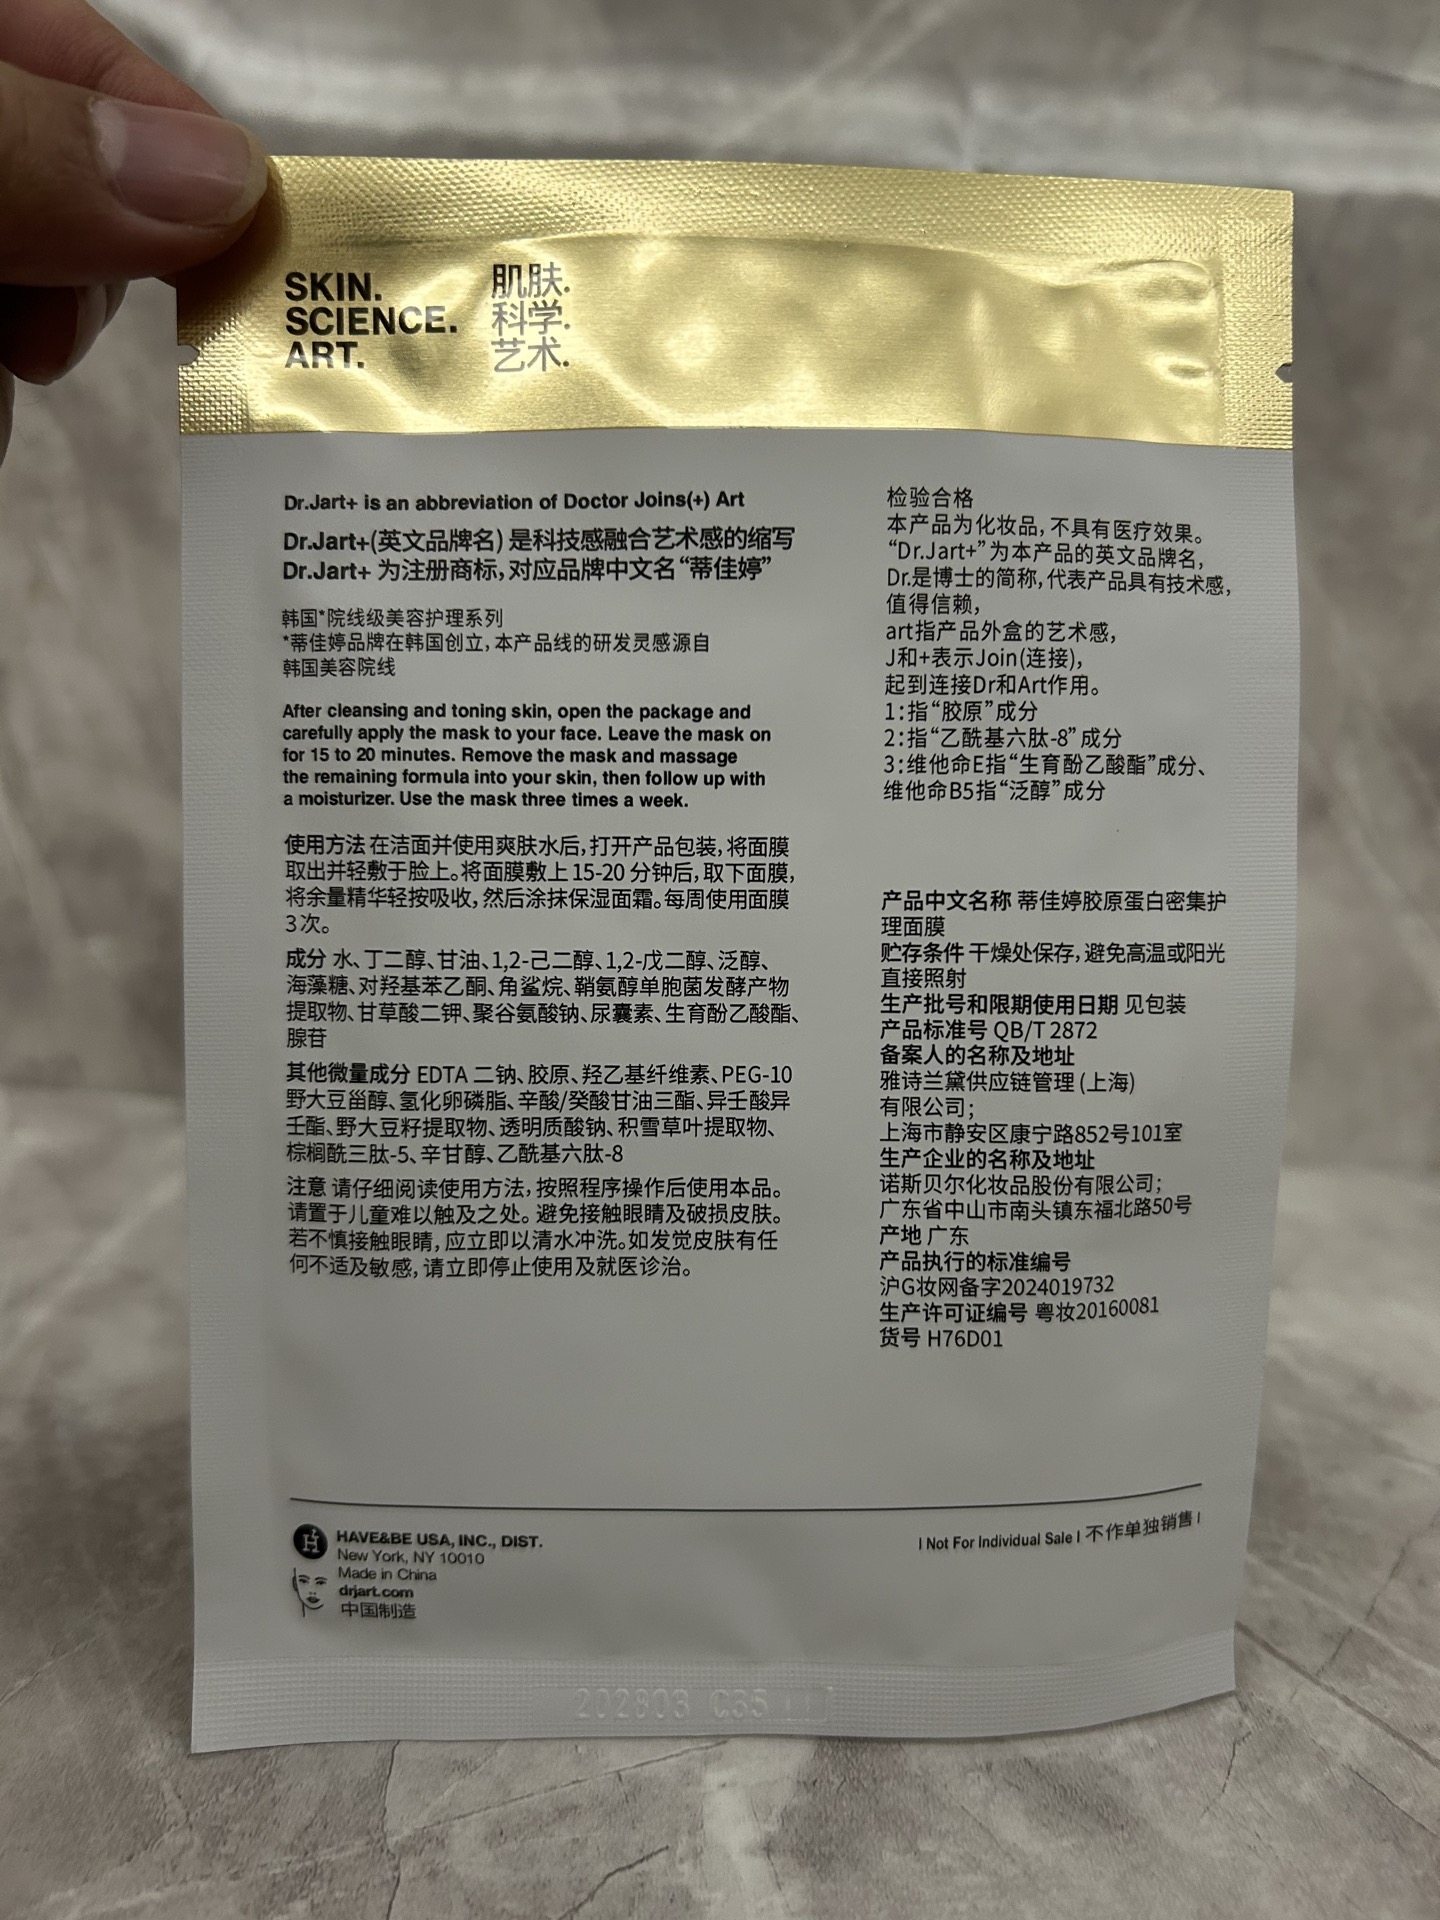 SKIN.
SCIENCE.
ART.
肌肤.
科学.
艺术.
Dr.Jart+ is an abbreviation of Doctor Joins(+) Art
Dr.Jart+(英文品牌名) 是科技感融合艺术感的缩写
Dr.Jart+ 为注册商标,对应品牌中文名“蒂佳婷”
韩国*院线级美容护理系列
*蒂佳婷品牌在韩国创立,本产品线的研发灵感源自
韩国美容院线
After cleansing and toning skin, open the package and
carefully apply the mask to your face. Leave the mask on
for 15 to 20 minutes. Remove the mask and massage
the remaining formula into your skin, then follow up with
a moisturizer. Use the mask three times a week.
使用方法 在洁面并使用爽肤水后,打开产品包装,将面膜
取出并轻敷于脸上。将面膜敷上 15-20 分钟后,取下面膜,
将余量精华轻按吸收,然后涂抹保湿面霜。每周使用面膜
3次。
成分 水、丁二醇、甘油、1,2-己二醇、1,2-戊二醇、泛醇、
海藻糖、对羟基苯乙酮、角鲨烷、鞘氨醇单胞菌发酵产物
提取物、甘草酸二钾、聚谷氨酸钠、尿囊素、生育酚乙酸酯、
腺苷
其他微量成分 EDTA 二钠、胶原、羟乙基纤维素、PEG-10
野大豆甾醇、氢化卵磷脂、辛酸/癸酸甘油三酯、异壬酸异
壬酯、野大豆籽提取物、透明质酸钠、积雪草叶提取物、
棕榈酰三肽-5、辛甘醇、乙酰基六肽-8
注意 请仔细阅读使用方法,按照程序操作后使用本品。
请置于儿童难以触及之处。避免接触眼睛及破损皮肤。
若不慎接触眼睛,应立即以清水冲洗。如发觉皮肤有任
何不适及敏感,请立即停止使用及就医诊治。
检验合格
本产品为化妆品,不具有医疗效果。
“Dr.Jart+”为本产品的英文品牌名,
Dr.是博士的简称,代表产品具有技术感,
值得信赖,
art指产品外盒的艺术感,
J和+表示Join(连接),
起到连接Dr和Art作用。
1:指“胶原”成分
2:指“乙酰基六肽-8”成分
3:维他命E指“生育酚乙酸酯”成分、
维他命B5指“泛醇”成分
产品中文名称 蒂佳婷胶原蛋白密集护
理面膜
贮存条件 干燥处保存,避免高温或阳光
直接照射
生产批号和限期使用日期 见包装
产品标准号 QB/T 2872
备案人的名称及地址
雅诗兰黛供应链管理 (上海)
有限公司;
上海市静安区康宁路852号101室
生产企业的名称及地址
诺斯贝尔化妆品股份有限公司;
广东省中山市南头镇东福北路50号
产地 广东
产品执行的标准编号
沪G妆网备字2024019732
生产许可证编号 粤妆20160081
货号 H76D01
HAVE&BE USA, INC., DIST.
New York, NY 10010
Made in China
drjart.com
中国制造
I Not For Individual Sale I 不作单独销售 I
202803 C35